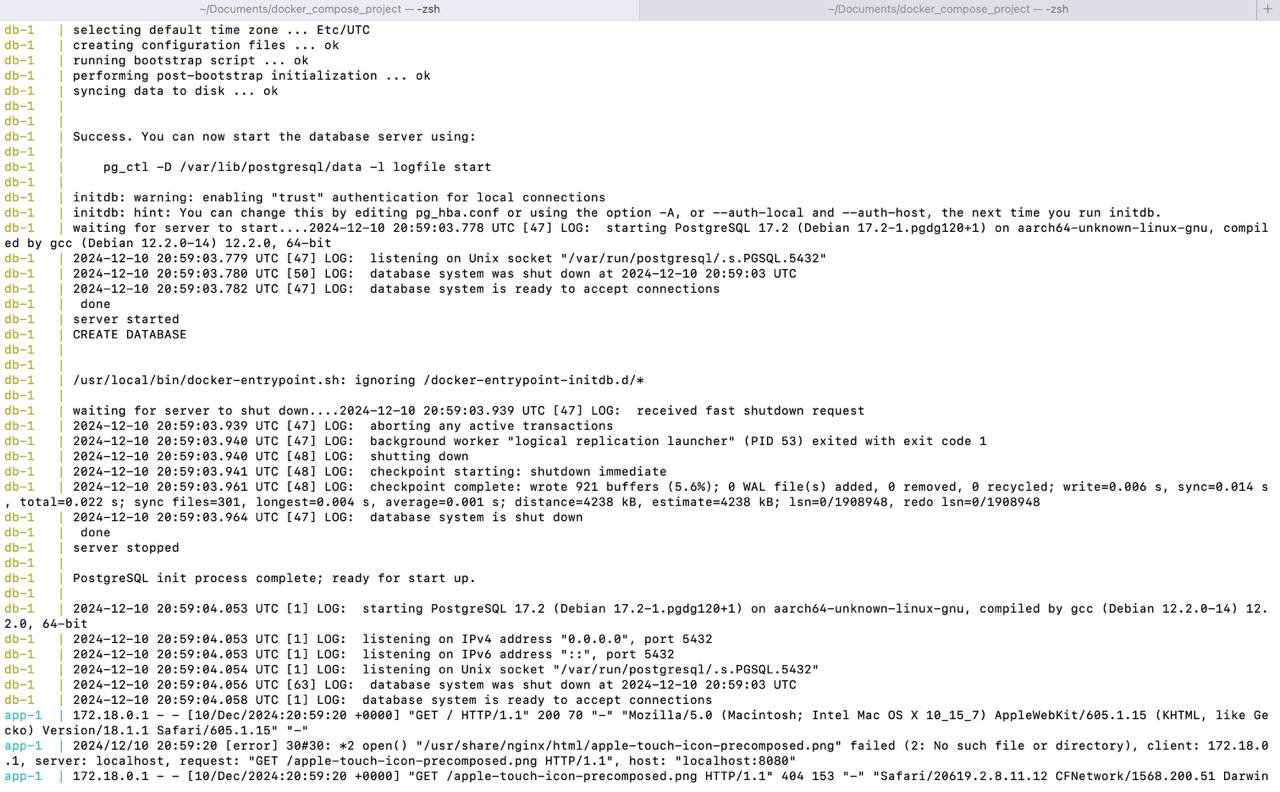 ~/Documents/docker_compose_project — -zsh
~/Documents/docker_compose_project — -zsh
+
db-1   | selecting default time zone ... Etc/UTC
db-1   | creating configuration files ... ok
db-1   | running bootstrap script ... ok
db-1   | performing post-bootstrap initialization ... ok
db-1   | syncing data to disk ... ok
db-1   |
db-1   |
db-1   | Success. You can now start the database server using:
db-1   |
db-1   |     pg_ctl -D /var/lib/postgresql/data -l logfile start
db-1   |
db-1   | initdb: warning: enabling "trust" authentication for local connections
db-1   | initdb: hint: You can change this by editing pg_hba.conf or using the option -A, or --auth-local and --auth-host, the next time you run initdb.
db-1   | waiting for server to start....2024-12-10 20:59:03.778 UTC [47] LOG:  starting PostgreSQL 17.2 (Debian 17.2-1.pgdg120+1) on aarch64-unknown-linux-gnu, compil
ed by gcc (Debian 12.2.0-14) 12.2.0, 64-bit
db-1   | 2024-12-10 20:59:03.779 UTC [47] LOG:  listening on Unix socket "/var/run/postgresql/.s.PGSQL.5432"
db-1   | 2024-12-10 20:59:03.780 UTC [50] LOG:  database system was shut down at 2024-12-10 20:59:03 UTC
db-1   | 2024-12-10 20:59:03.782 UTC [47] LOG:  database system is ready to accept connections
db-1   |  done
db-1   | server started
db-1   | CREATE DATABASE
db-1   |
db-1   |
db-1   | /usr/local/bin/docker-entrypoint.sh: ignoring /docker-entrypoint-initdb.d/*
db-1   |
db-1   | waiting for server to shut down....2024-12-10 20:59:03.939 UTC [47] LOG:  received fast shutdown request
db-1   | 2024-12-10 20:59:03.939 UTC [47] LOG:  aborting any active transactions
db-1   | 2024-12-10 20:59:03.940 UTC [47] LOG:  background worker "logical replication launcher" (PID 53) exited with exit code 1
db-1   | 2024-12-10 20:59:03.940 UTC [48] LOG:  shutting down
db-1   | 2024-12-10 20:59:03.941 UTC [48] LOG:  checkpoint starting: shutdown immediate
db-1   | 2024-12-10 20:59:03.961 UTC [48] LOG:  checkpoint complete: wrote 921 buffers (5.6%); 0 WAL file(s) added, 0 removed, 0 recycled; write=0.006 s, sync=0.014 s
, total=0.022 s; sync files=301, longest=0.004 s, average=0.001 s; distance=4238 kB, estimate=4238 kB; lsn=0/1908948, redo lsn=0/1908948
db-1   | 2024-12-10 20:59:03.964 UTC [47] LOG:  database system is shut down
db-1   |  done
db-1   | server stopped
db-1   |
db-1   | PostgreSQL init process complete; ready for start up.
db-1   |
db-1   | 2024-12-10 20:59:04.053 UTC [1] LOG:  starting PostgreSQL 17.2 (Debian 17.2-1.pgdg120+1) on aarch64-unknown-linux-gnu, compiled by gcc (Debian 12.2.0-14) 12.
2.0, 64-bit
db-1   | 2024-12-10 20:59:04.053 UTC [1] LOG:  listening on IPv4 address "0.0.0.0", port 5432
db-1   | 2024-12-10 20:59:04.053 UTC [1] LOG:  listening on IPv6 address "::", port 5432
db-1   | 2024-12-10 20:59:04.054 UTC [1] LOG:  listening on Unix socket "/var/run/postgresql/.s.PGSQL.5432"
db-1   | 2024-12-10 20:59:04.056 UTC [63] LOG:  database system was shut down at 2024-12-10 20:59:03 UTC
db-1   | 2024-12-10 20:59:04.058 UTC [1] LOG:  database system is ready to accept connections
app-1  | 172.18.0.1 - - [10/Dec/2024:20:59:20 +0000] "GET / HTTP/1.1" 200 70 "-" "Mozilla/5.0 (Macintosh; Intel Mac OS X 10_15_7) AppleWebKit/605.1.15 (KHTML, like Ge
cko) Version/18.1.1 Safari/605.1.15" "-"
app-1  | 2024/12/10 20:59:20 [error] 30#30: *2 open() "/usr/share/nginx/html/apple-touch-icon-precomposed.png" failed (2: No such file or directory), client: 172.18.0
.1, server: localhost, request: "GET /apple-touch-icon-precomposed.png HTTP/1.1", host: "localhost:8080"
app-1  | 172.18.0.1 - - [10/Dec/2024:20:59:20 +0000] "GET /apple-touch-icon-precomposed.png HTTP/1.1" 404 153 "-" "Safari/20619.2.8.11.12 CFNetwork/1568.200.51 Darwin